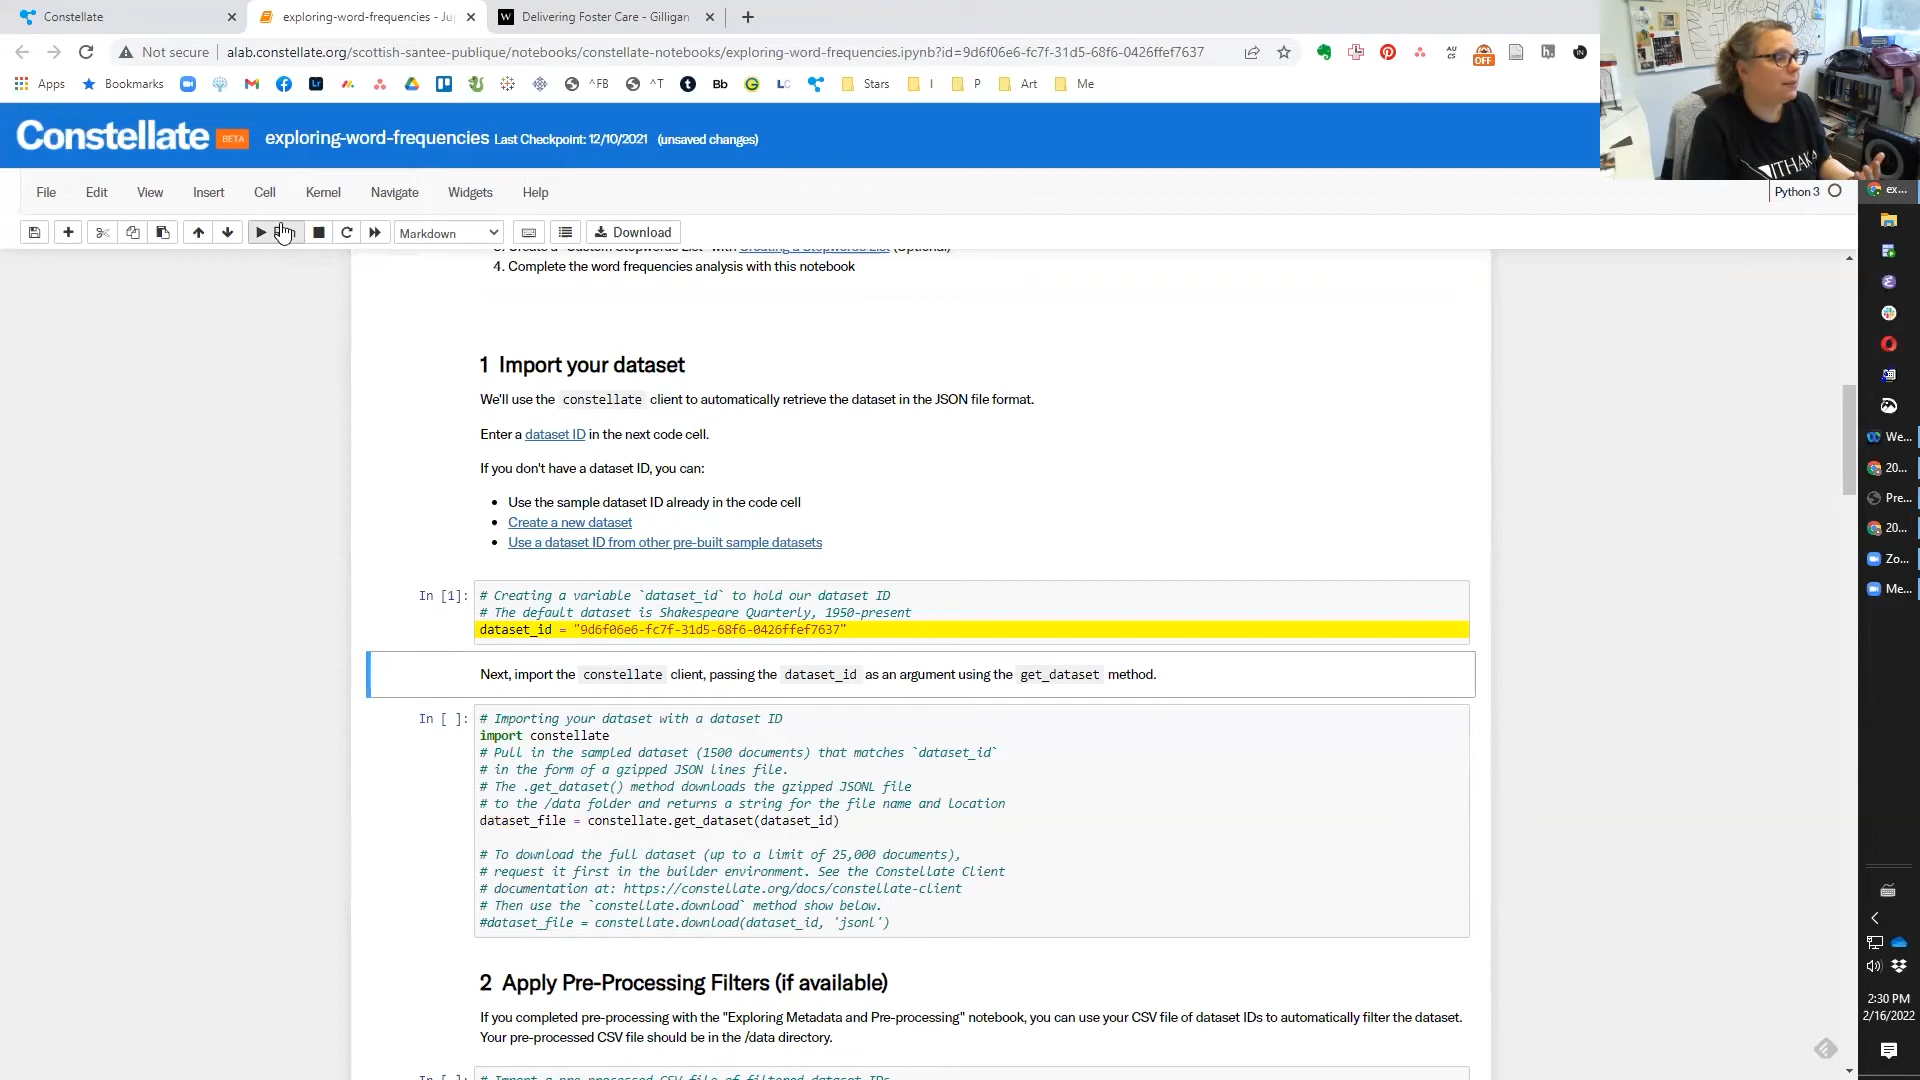 Constellate
exploring-word-frequencies - Ju
Delivering Foster Care - Gilligan
Not secure
alab.constellate.org/scottish-santee-publique/notebooks/constellate-notebooks/exploring-word-frequencies.ipynb?id=9d6f06e6-fc7f-31d5-68f6-0426ffef7637
Apps
Bookmarks
^FB
^T
Bb
LC
Stars
I
P
Art
Me
Constellate BETA
exploring-word-frequencies Last Checkpoint: 12/10/2021 (unsaved changes)
ITHAKA
File Edit View Insert Cell Kernel Navigate Widgets Help
Python 3
ex...
Markdown
Download
4. Complete the word frequencies analysis with this notebook
1 Import your dataset
We'll use the constellate client to automatically retrieve the dataset in the JSON file format.
Enter a dataset ID in the next code cell.
If you don't have a dataset ID, you can:
• Use the sample dataset ID already in the code cell
• Create a new dataset
• Use a dataset ID from other pre-built sample datasets
In [1]:
# Creating a variable `dataset_id` to hold our dataset ID
# The default dataset is Shakespeare Quarterly, 1950-present
dataset_id = "9d6f06e6-fc7f-31d5-68f6-0426ffef7637"
Next, import the constellate client, passing the dataset_id as an argument using the get_dataset method.
In [ ]:
# Importing your dataset with a dataset ID
import constellate
# Pull in the sampled dataset (1500 documents) that matches `dataset_id`
# in the form of a gzipped JSON lines file.
# The .get_dataset() method downloads the gzipped JSONL file
# to the /data folder and returns a string for the file name and location
dataset_file = constellate.get_dataset(dataset_id)
# To download the full dataset (up to a limit of 25,000 documents),
# request it first in the builder environment. See the Constellate Client
# documentation at: https://constellate.org/docs/constellate-client
# Then use the `constellate.download` method show below.
#dataset_file = constellate.download(dataset_id, 'jsonl')
2 Apply Pre-Processing Filters (if available)
If you completed pre-processing with the "Exploring Metadata and Pre-processing" notebook, you can use your CSV file of dataset IDs to automatically filter the dataset.
Your pre-processed CSV file should be in the /data directory.
We...
20...
Pre...
20...
Zo...
Me...
2:30 PM
2/16/2022